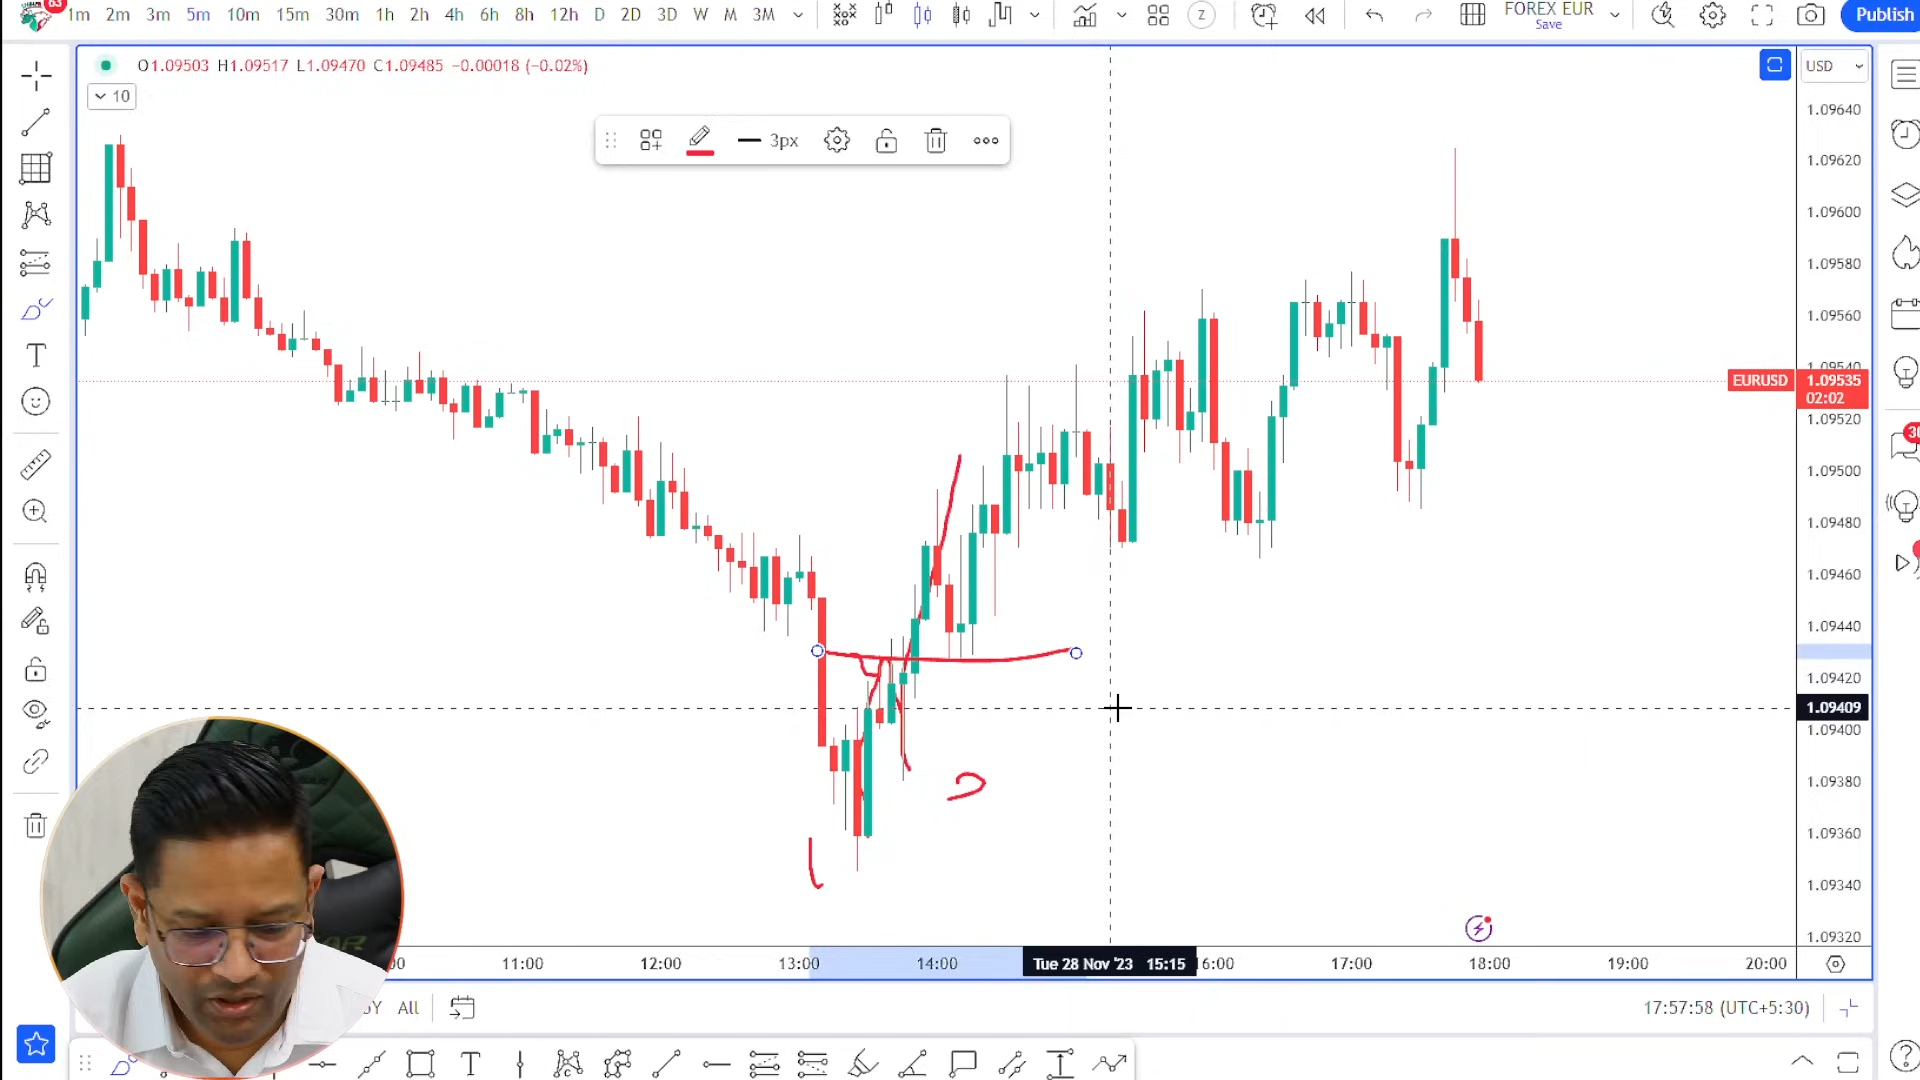 63
1m 2m 3m 5m 10m 15m 30m 1h 2h 4h 6h 8h 12h D 2D 3D W M 3M
Z
FOREX EUR
Save
Publish
O1.09503 H1.09517 L1.09470 C1.09485 −0.00018 (−0.02%)
USD
10
3px
1.09640
1.09620
1.09600
1.09580
1.09560
1.09540
EURUSD 1.09535
02:02
1.09520
1.09500
1.09480
1.09460
1.09440
1.09420
1.09409
1.09400
1.09380
1.09360
1.09340
1.09320
11:00 12:00 13:00 14:00 Tue 28 Nov '23 15:15 16:00 17:00 18:00 19:00 20:00
All
17:57:58 (UTC+5:30)